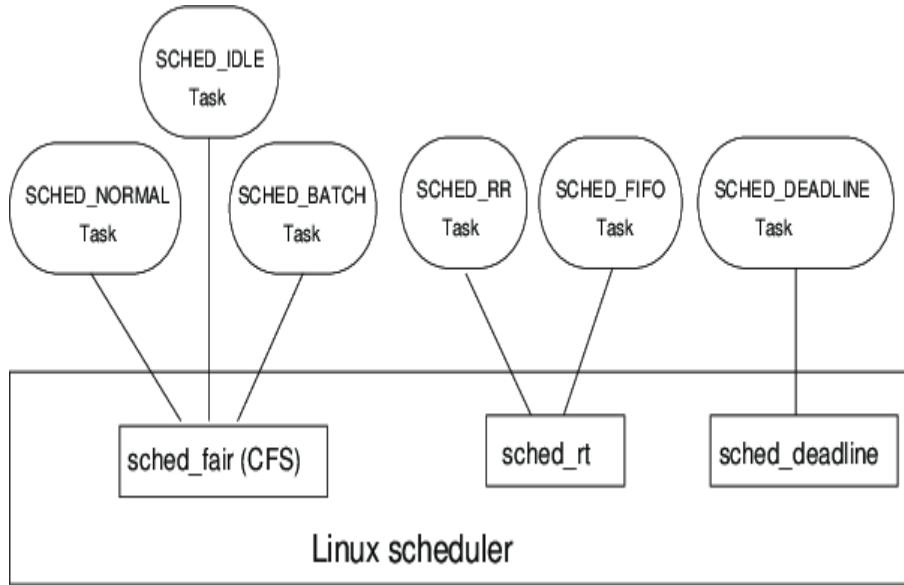 SCHED_IDLE
Task
SCHED_NORMAL
Task
SCHED_BATCH
Task
SCHED_RR
Task
SCHED_FIFO
Task
SCHED_DEADLINE
Task
sched_fair (CFS)
sched_rt
sched_deadline
Linux scheduler